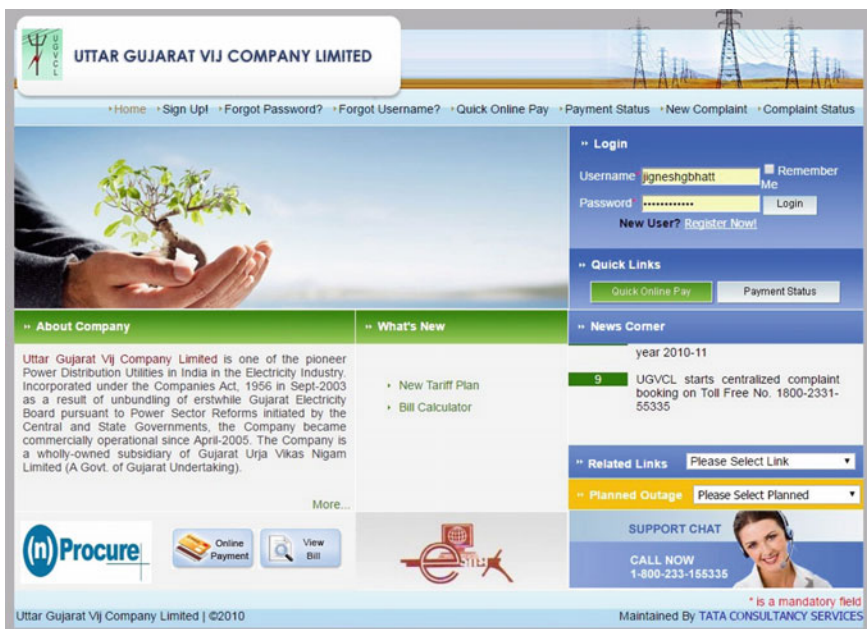 UGVCL
UTTAR GUJARAT VIJ COMPANY LIMITED
Home Sign Up! Forgot Password? Forgot Username? Quick Online Pay Payment Status New Complaint Complaint Status
Login
Username* jigneshgbhatt Remember Me
Password* ············ Login
New User? Register Now!
Quick Links
Quick Online Pay Payment Status
About Company
Uttar Gujarat Vij Company Limited is one of the pioneer
Power Distribution Utilities in India in the Electricity Industry.
Incorporated under the Companies Act, 1956 in Sept-2003
as a result of unbundling of erstwhile Gujarat Electricity
Board pursuant to Power Sector Reforms initiated by the
Central and State Governments, the Company became
commercially operational since April-2005. The Company is
a wholly-owned subsidiary of Gujarat Urja Vikas Nigam
Limited (A Govt. of Gujarat Undertaking).
More...
What's New
New Tariff Plan
Bill Calculator
News Corner
year 2010-11
9 UGVCL starts centralized complaint
booking on Toll Free No. 1800-2331-
55335
Related Links Please Select Link
Planned Outage Please Select Planned
(n)Procure
Online
Payment
View
Bill
SUPPORT CHAT
CALL NOW
1-800-233-155335
* is a mandatory field
Uttar Gujarat Vij Company Limited | ©2010
Maintained By TATA CONSULTANCY SERVICES